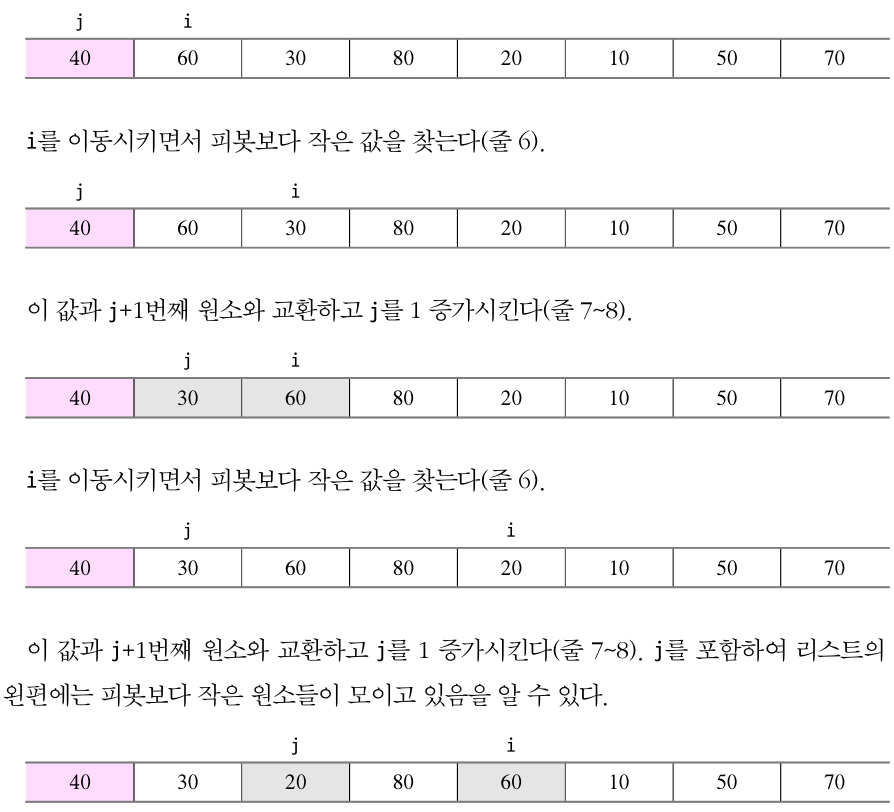 j i
40 60 30 80 20 10 50 70
i를 이동시키면서 피봇보다 작은 값을 찾는다(줄 6).
j i
40 60 30 80 20 10 50 70
이 값과 j+1번째 원소와 교환하고 j를 1 증가시킨다(줄 7~8).
j i
40 30 60 80 20 10 50 70
i를 이동시키면서 피봇보다 작은 값을 찾는다(줄 6).
j i
40 30 60 80 20 10 50 70
이 값과 j+1번째 원소와 교환하고 j를 1 증가시킨다(줄 7~8). j를 포함하여 리스트의
왼편에는 피봇보다 작은 원소들이 모이고 있음을 알 수 있다.
j i
40 30 20 80 60 10 50 70